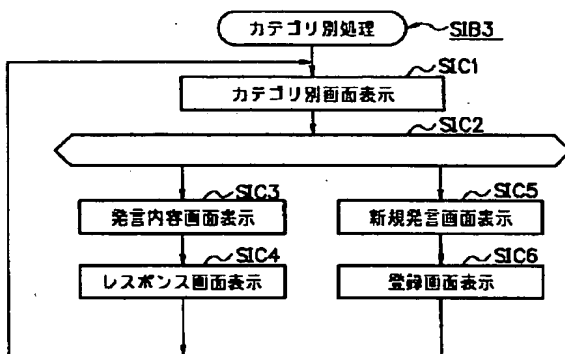 カテゴリ別処理
SIB3
SIC1
カテゴリ別画面表示
SIC2
SIC3
発言内容画面表示
SIC5
新規発言画面表示
SIC4
レスポンス画面表示
SIC6
登録画面表示